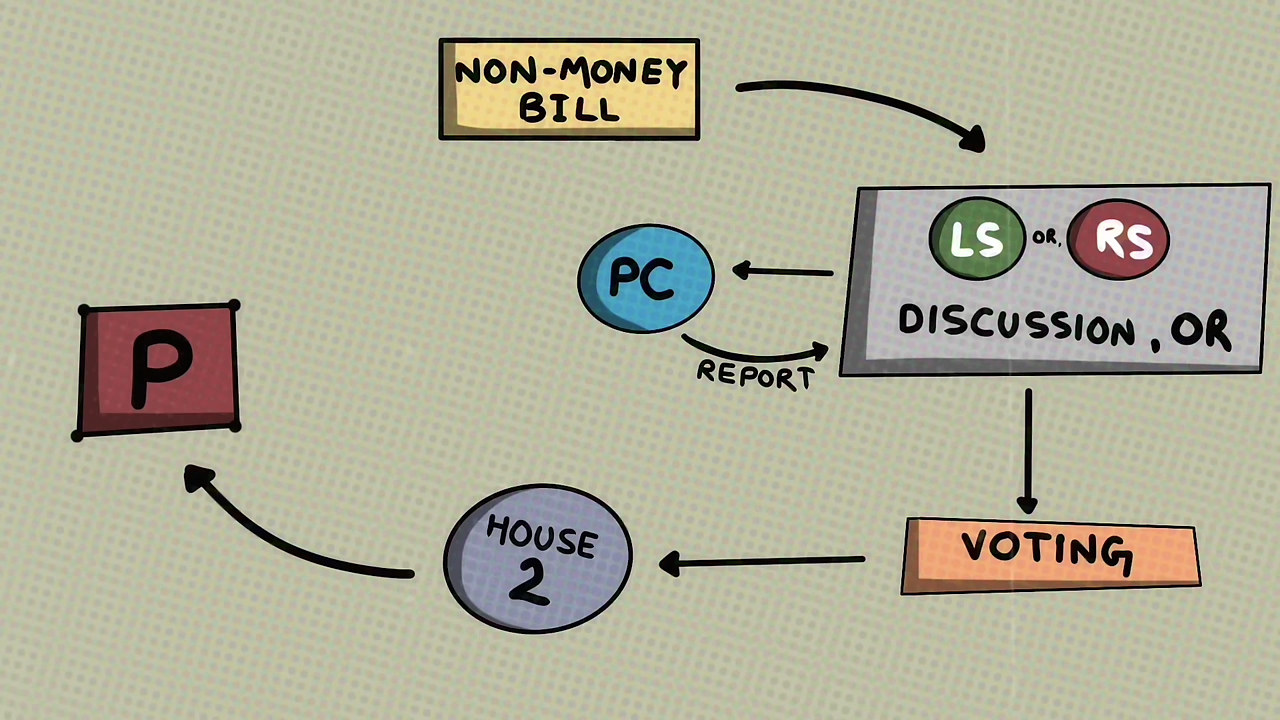 NON-MONEY
BILL
LS OR, RS
DISCUSSION, OR
PC
REPORT
P
VOTING
HOUSE
2